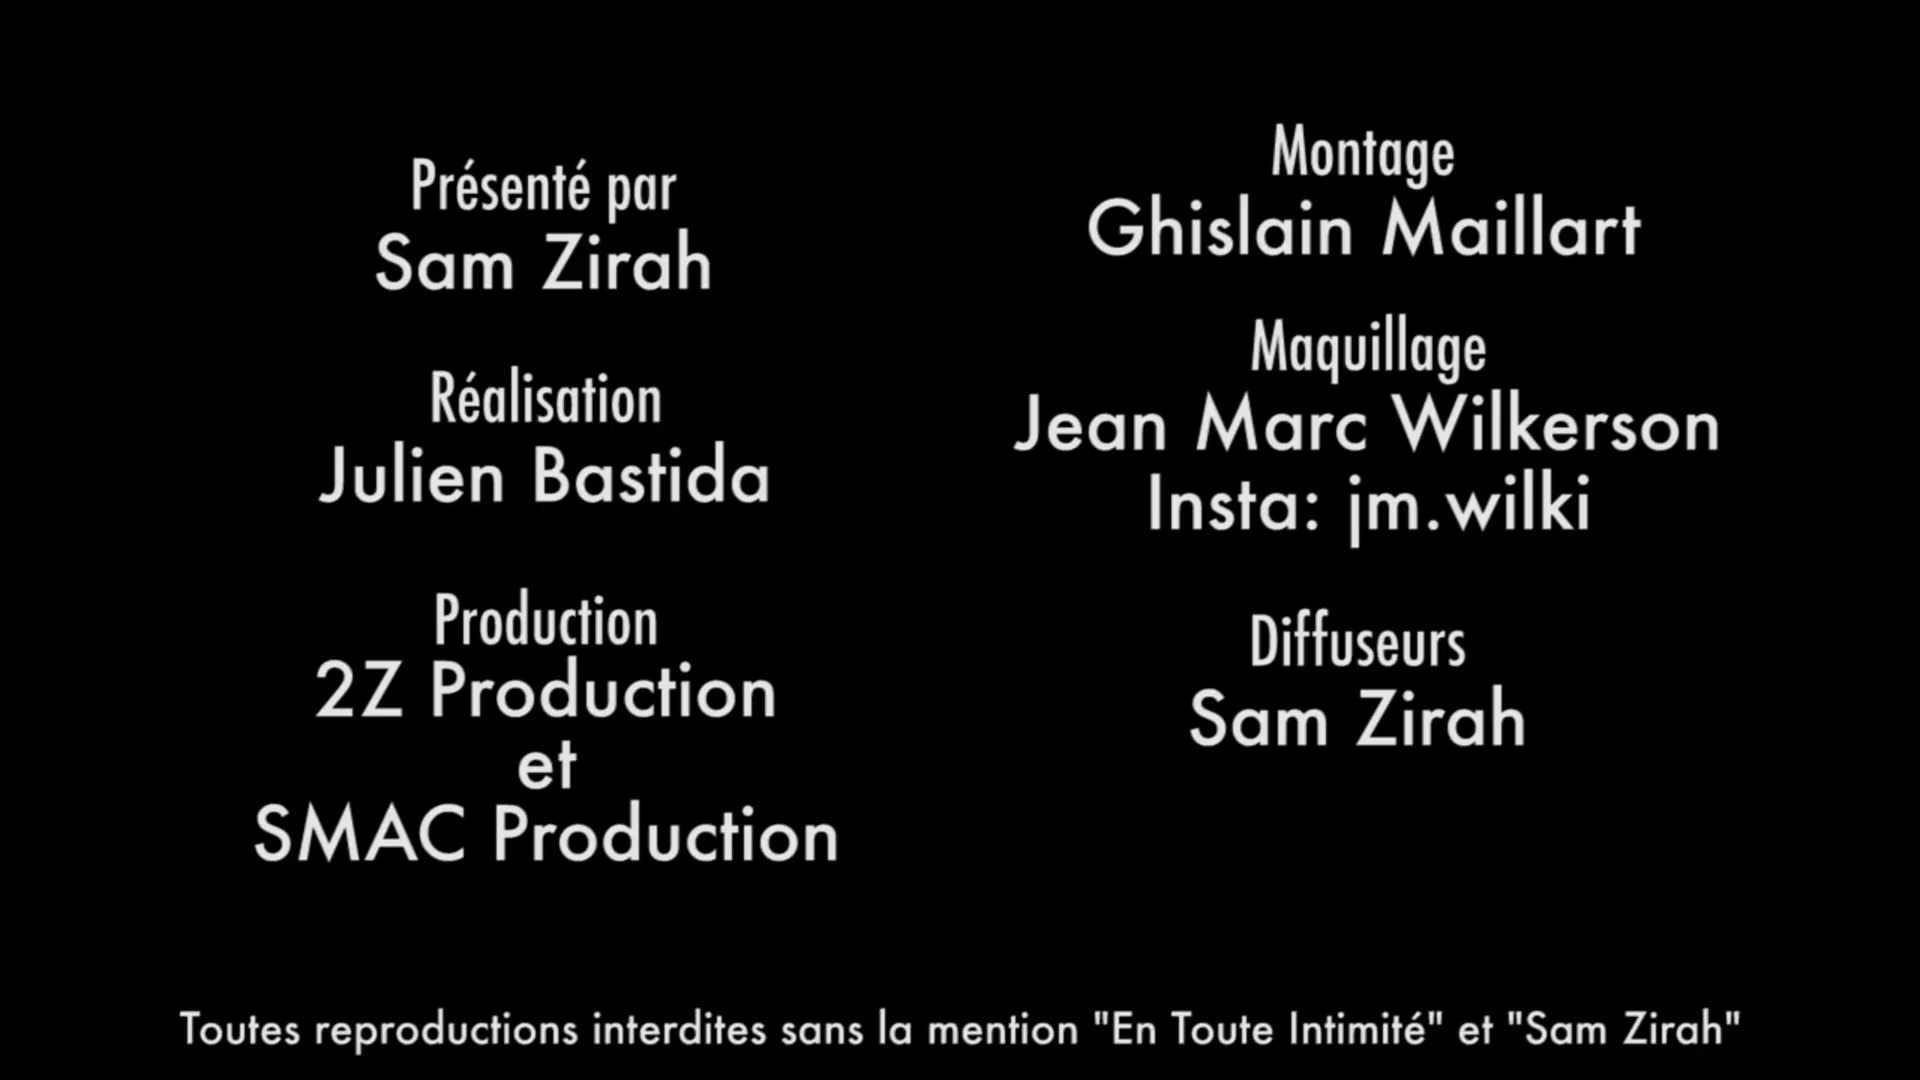 Présenté par
Sam Zirah
Réalisation
Julien Bastida
Production
2Z Production
et
SMAC Production
Montage
Ghislain Maillart
Maquillage
Jean Marc Wilkerson
Insta: jm.wilki
Diffuseurs
Sam Zirah
Toutes reproductions interdites sans la mention "En Toute Intimité" et "Sam Zirah"